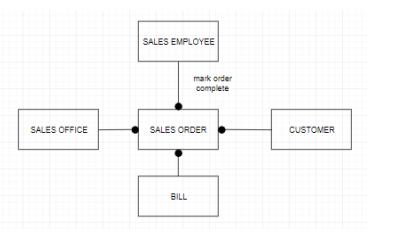 SALES EMPLOYEE
mark order
complete
SALES OFFICE
SALES ORDER
CUSTOMER
BILL